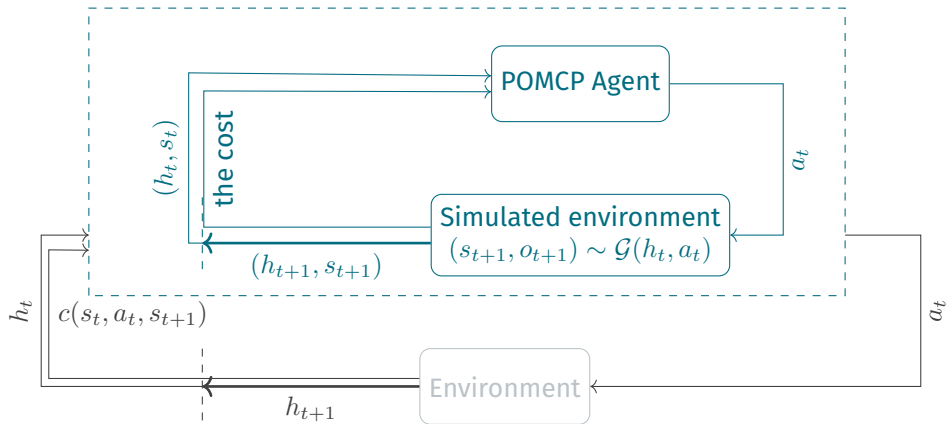 POMCP Agent
(h_t, s_t)
the cost
a_t
Simulated environment
(s_{t+1}, o_{t+1}) ∼ 𝒢(h_t, a_t)
(h_{t+1}, s_{t+1})
h_t
c(s_t, a_t, s_{t+1})
a_t
Environment
h_{t+1}